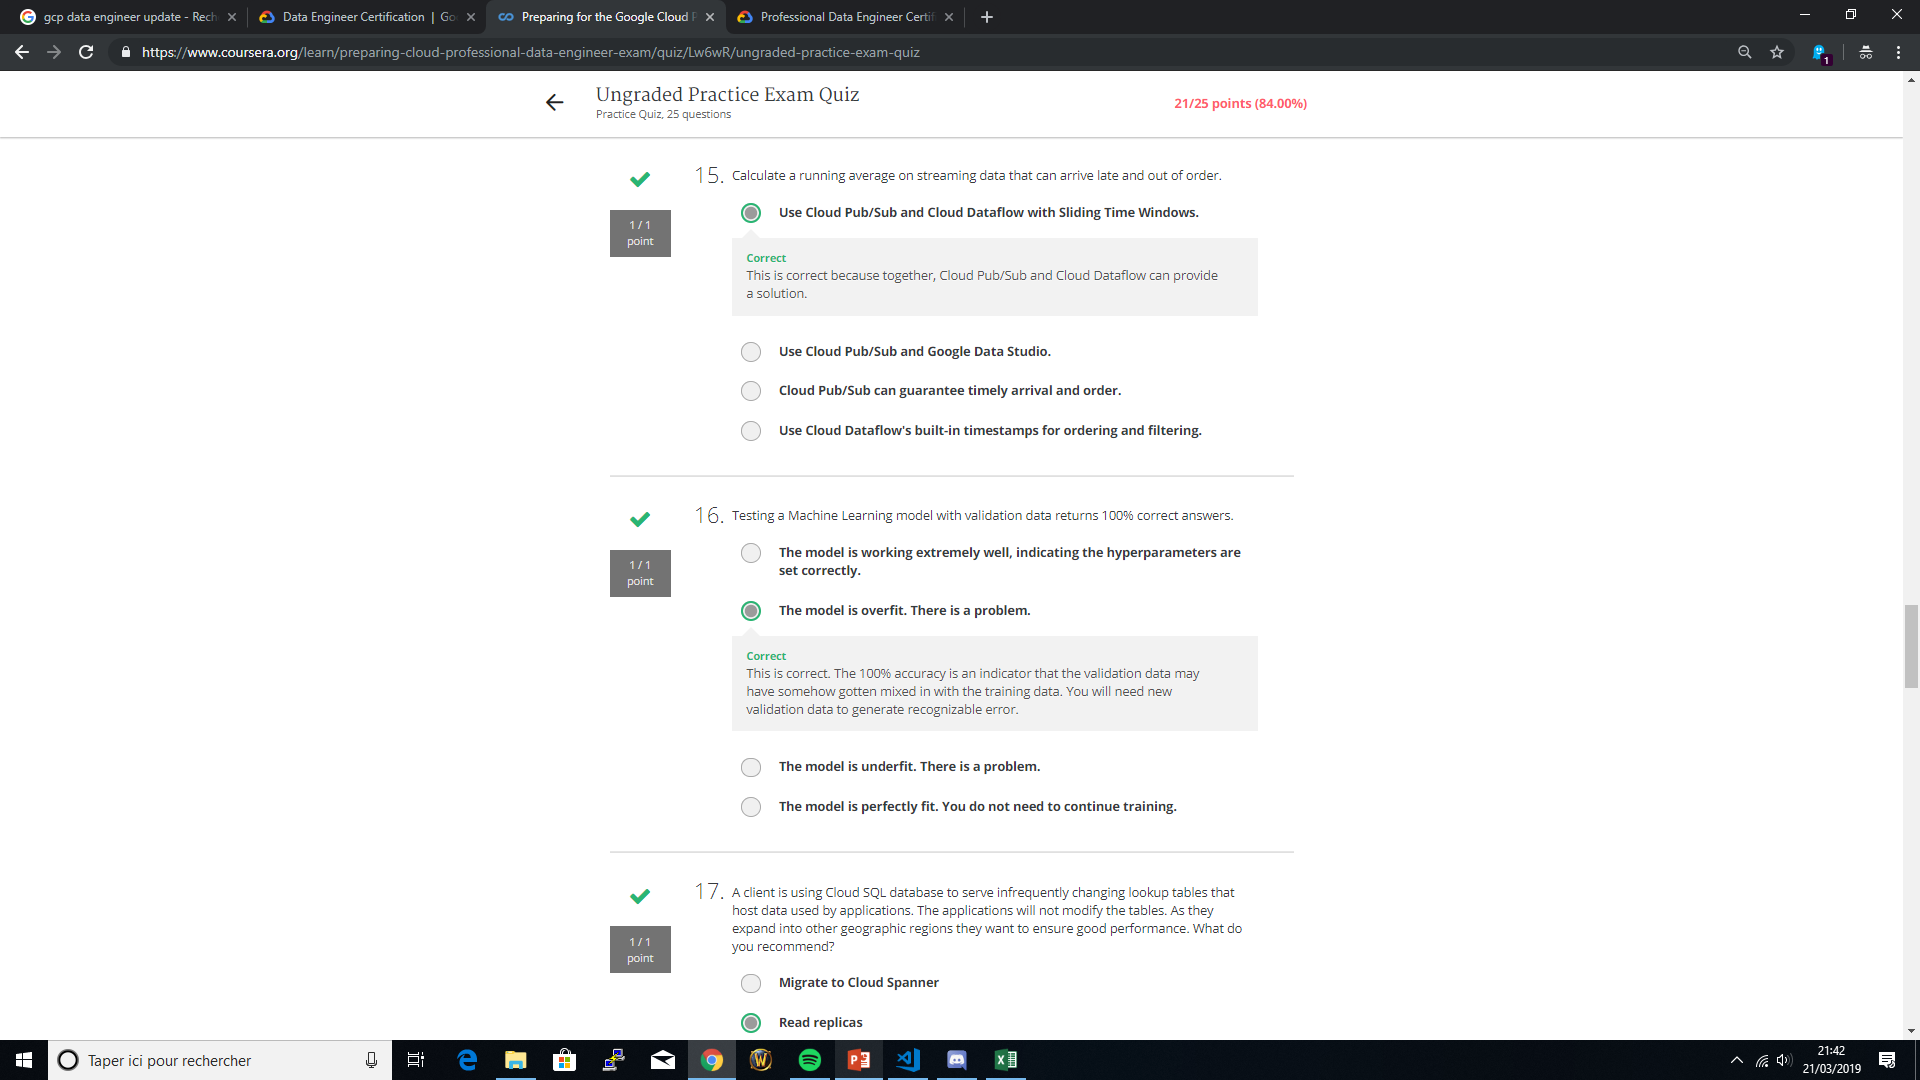 gcp data engineer update - Rech
Data Engineer Certification | Go
Preparing for the Google Cloud P
Professional Data Engineer Certif
https://www.coursera.org/learn/preparing-cloud-professional-data-engineer-exam/quiz/Lw6wR/ungraded-practice-exam-quiz
1
Ungraded Practice Exam Quiz
Practice Quiz, 25 questions
21/25 points (84.00%)
15. Calculate a running average on streaming data that can arrive late and out of order.
1 / 1
point
Use Cloud Pub/Sub and Cloud Dataflow with Sliding Time Windows.
Correct
This is correct because together, Cloud Pub/Sub and Cloud Dataflow can provide
a solution.
Use Cloud Pub/Sub and Google Data Studio.
Cloud Pub/Sub can guarantee timely arrival and order.
Use Cloud Dataflow's built-in timestamps for ordering and filtering.
16. Testing a Machine Learning model with validation data returns 100% correct answers.
1 / 1
point
The model is working extremely well, indicating the hyperparameters are
set correctly.
The model is overfit. There is a problem.
Correct
This is correct. The 100% accuracy is an indicator that the validation data may
have somehow gotten mixed in with the training data. You will need new
validation data to generate recognizable error.
The model is underfit. There is a problem.
The model is perfectly fit. You do not need to continue training.
17. A client is using Cloud SQL database to serve infrequently changing lookup tables that
host data used by applications. The applications will not modify the tables. As they
expand into other geographic regions they want to ensure good performance. What do
you recommend?
1 / 1
point
Migrate to Cloud Spanner
Read replicas
Taper ici pour rechercher
21:42
21/03/2019